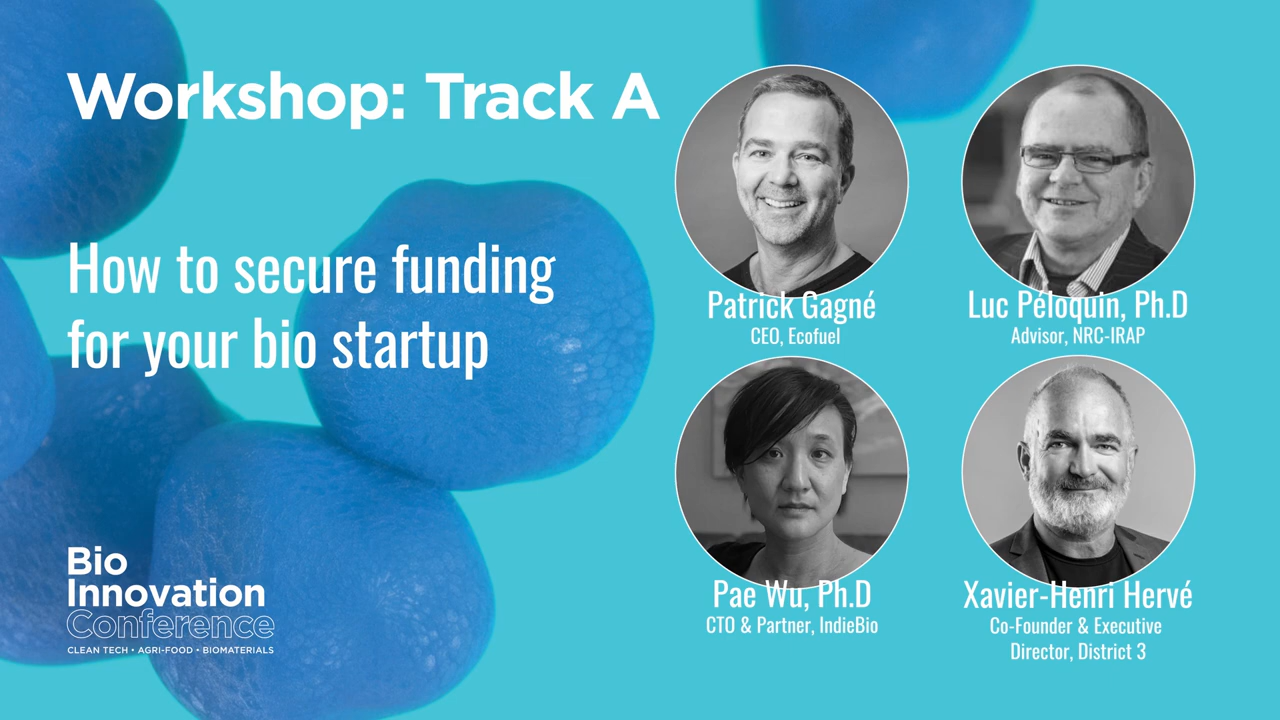 Workshop: Track A
How to secure funding
for your bio startup
Patrick Gagné
CEO, Ecofuel
Luc Péloquin, Ph.D
Advisor, NRC-IRAP
Pae Wu, Ph.D
CTO & Partner, IndieBio
Xavier-Henri Hervé
Co-Founder & Executive
Director, District 3
Bio
Innovation
Conference
CLEAN TECH • AGRI-FOOD • BIOMATERIALS